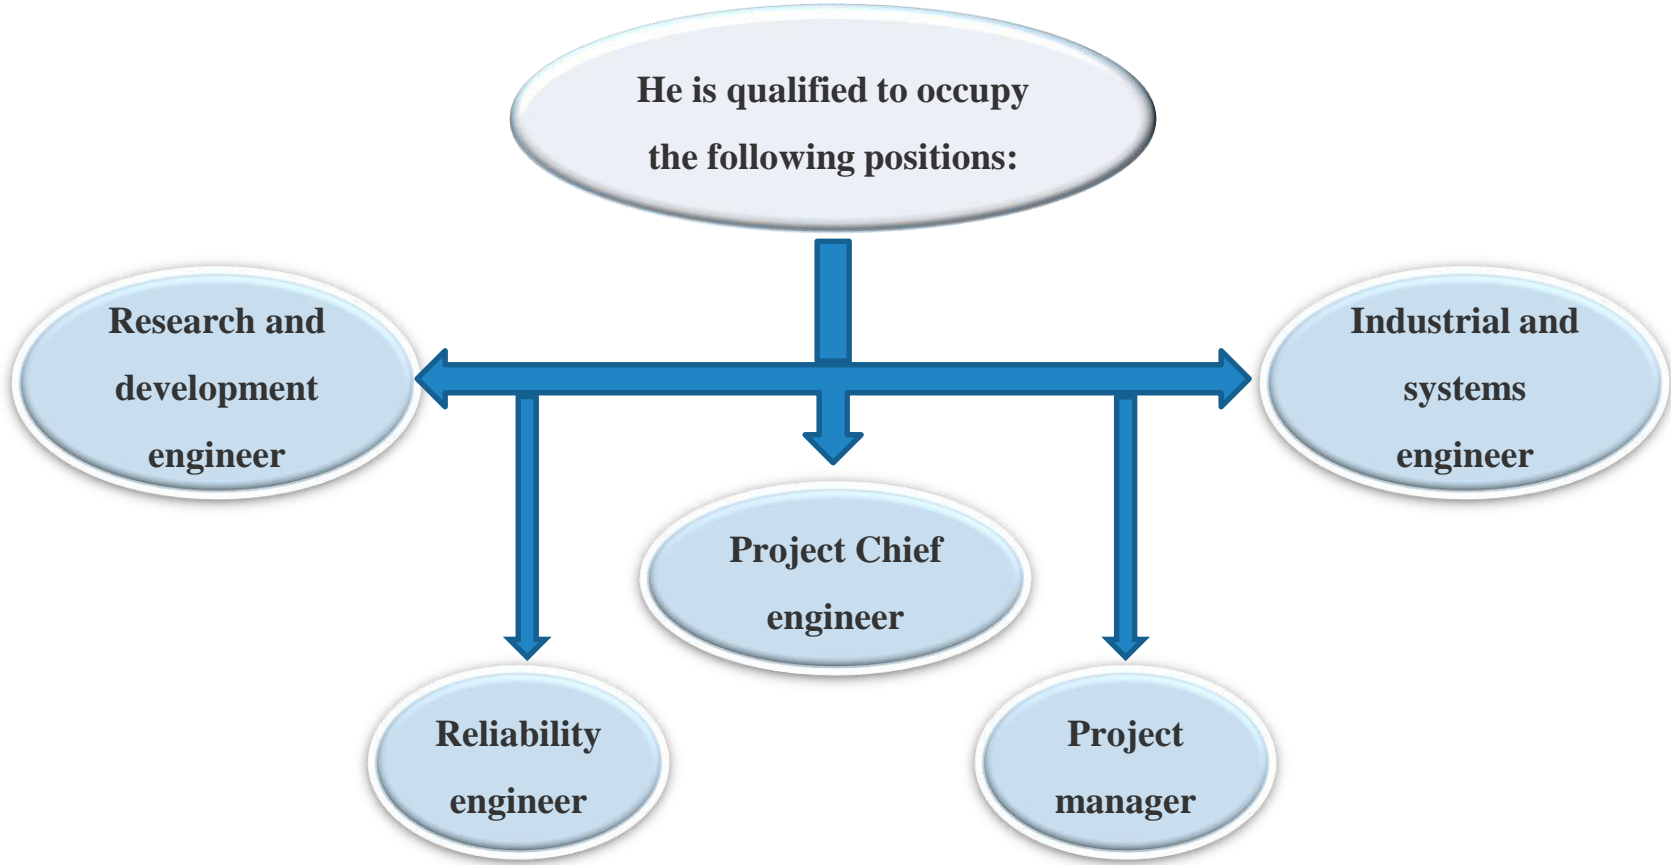 He is qualified to occupy
the following positions:
Research and
development
engineer
Industrial and
systems
engineer
Project Chief
engineer
Reliability
engineer
Project
manager